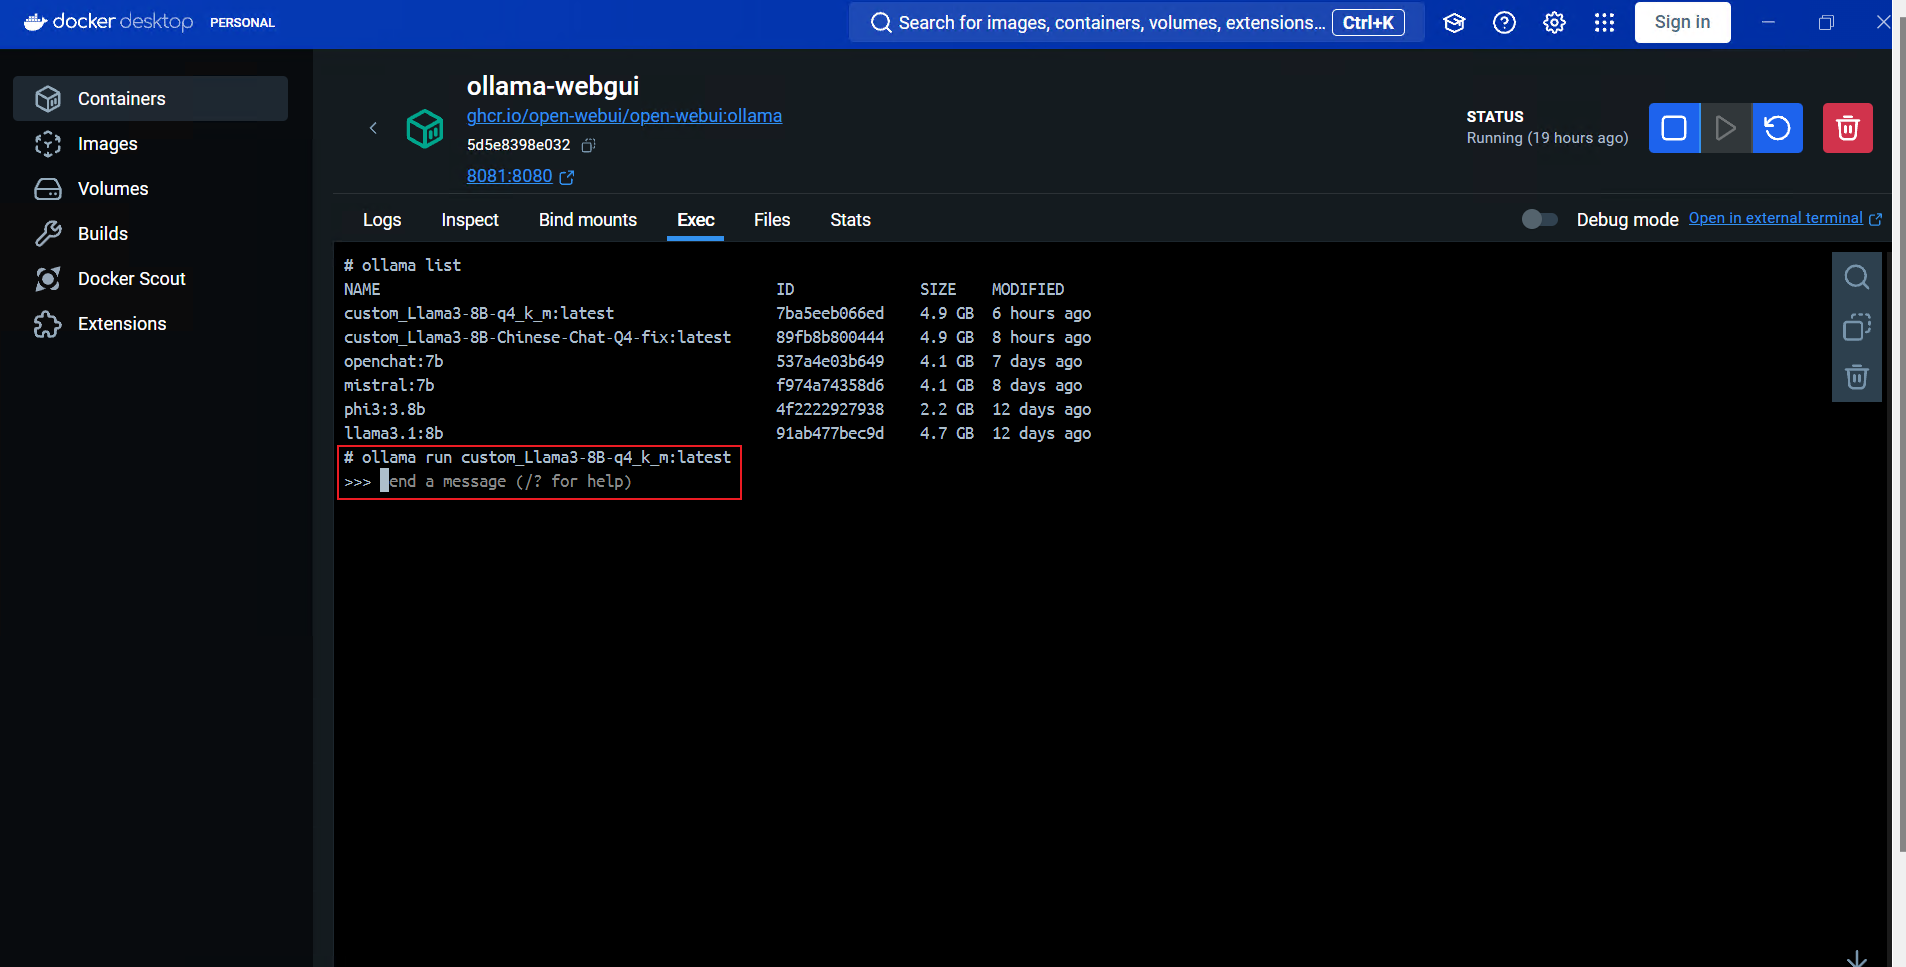 docker desktop PERSONAL
Search for images, containers, volumes, extensions... Ctrl+K
Sign in
Containers
Images
Volumes
Builds
Docker Scout
Extensions
ollama-webgui
ghcr.io/open-webui/open-webui:ollama
5d5e8398e032
8081:8080
STATUS
Running (19 hours ago)
Logs Inspect Bind mounts Exec Files Stats
Debug mode Open in external terminal
# ollama list
NAME ID SIZE MODIFIED
custom_Llama3-8B-q4_k_m:latest 7ba5eeb066ed 4.9 GB 6 hours ago
custom_Llama3-8B-Chinese-Chat-Q4-fix:latest 89fb8b800444 4.9 GB 8 hours ago
openchat:7b 537a4e03b649 4.1 GB 7 days ago
mistral:7b f974a74358d6 4.1 GB 8 days ago
phi3:3.8b 4f2222927938 2.2 GB 12 days ago
llama3.1:8b 91ab477bec9d 4.7 GB 12 days ago
# ollama run custom_Llama3-8B-q4_k_m:latest
>>> end a message (/? for help)